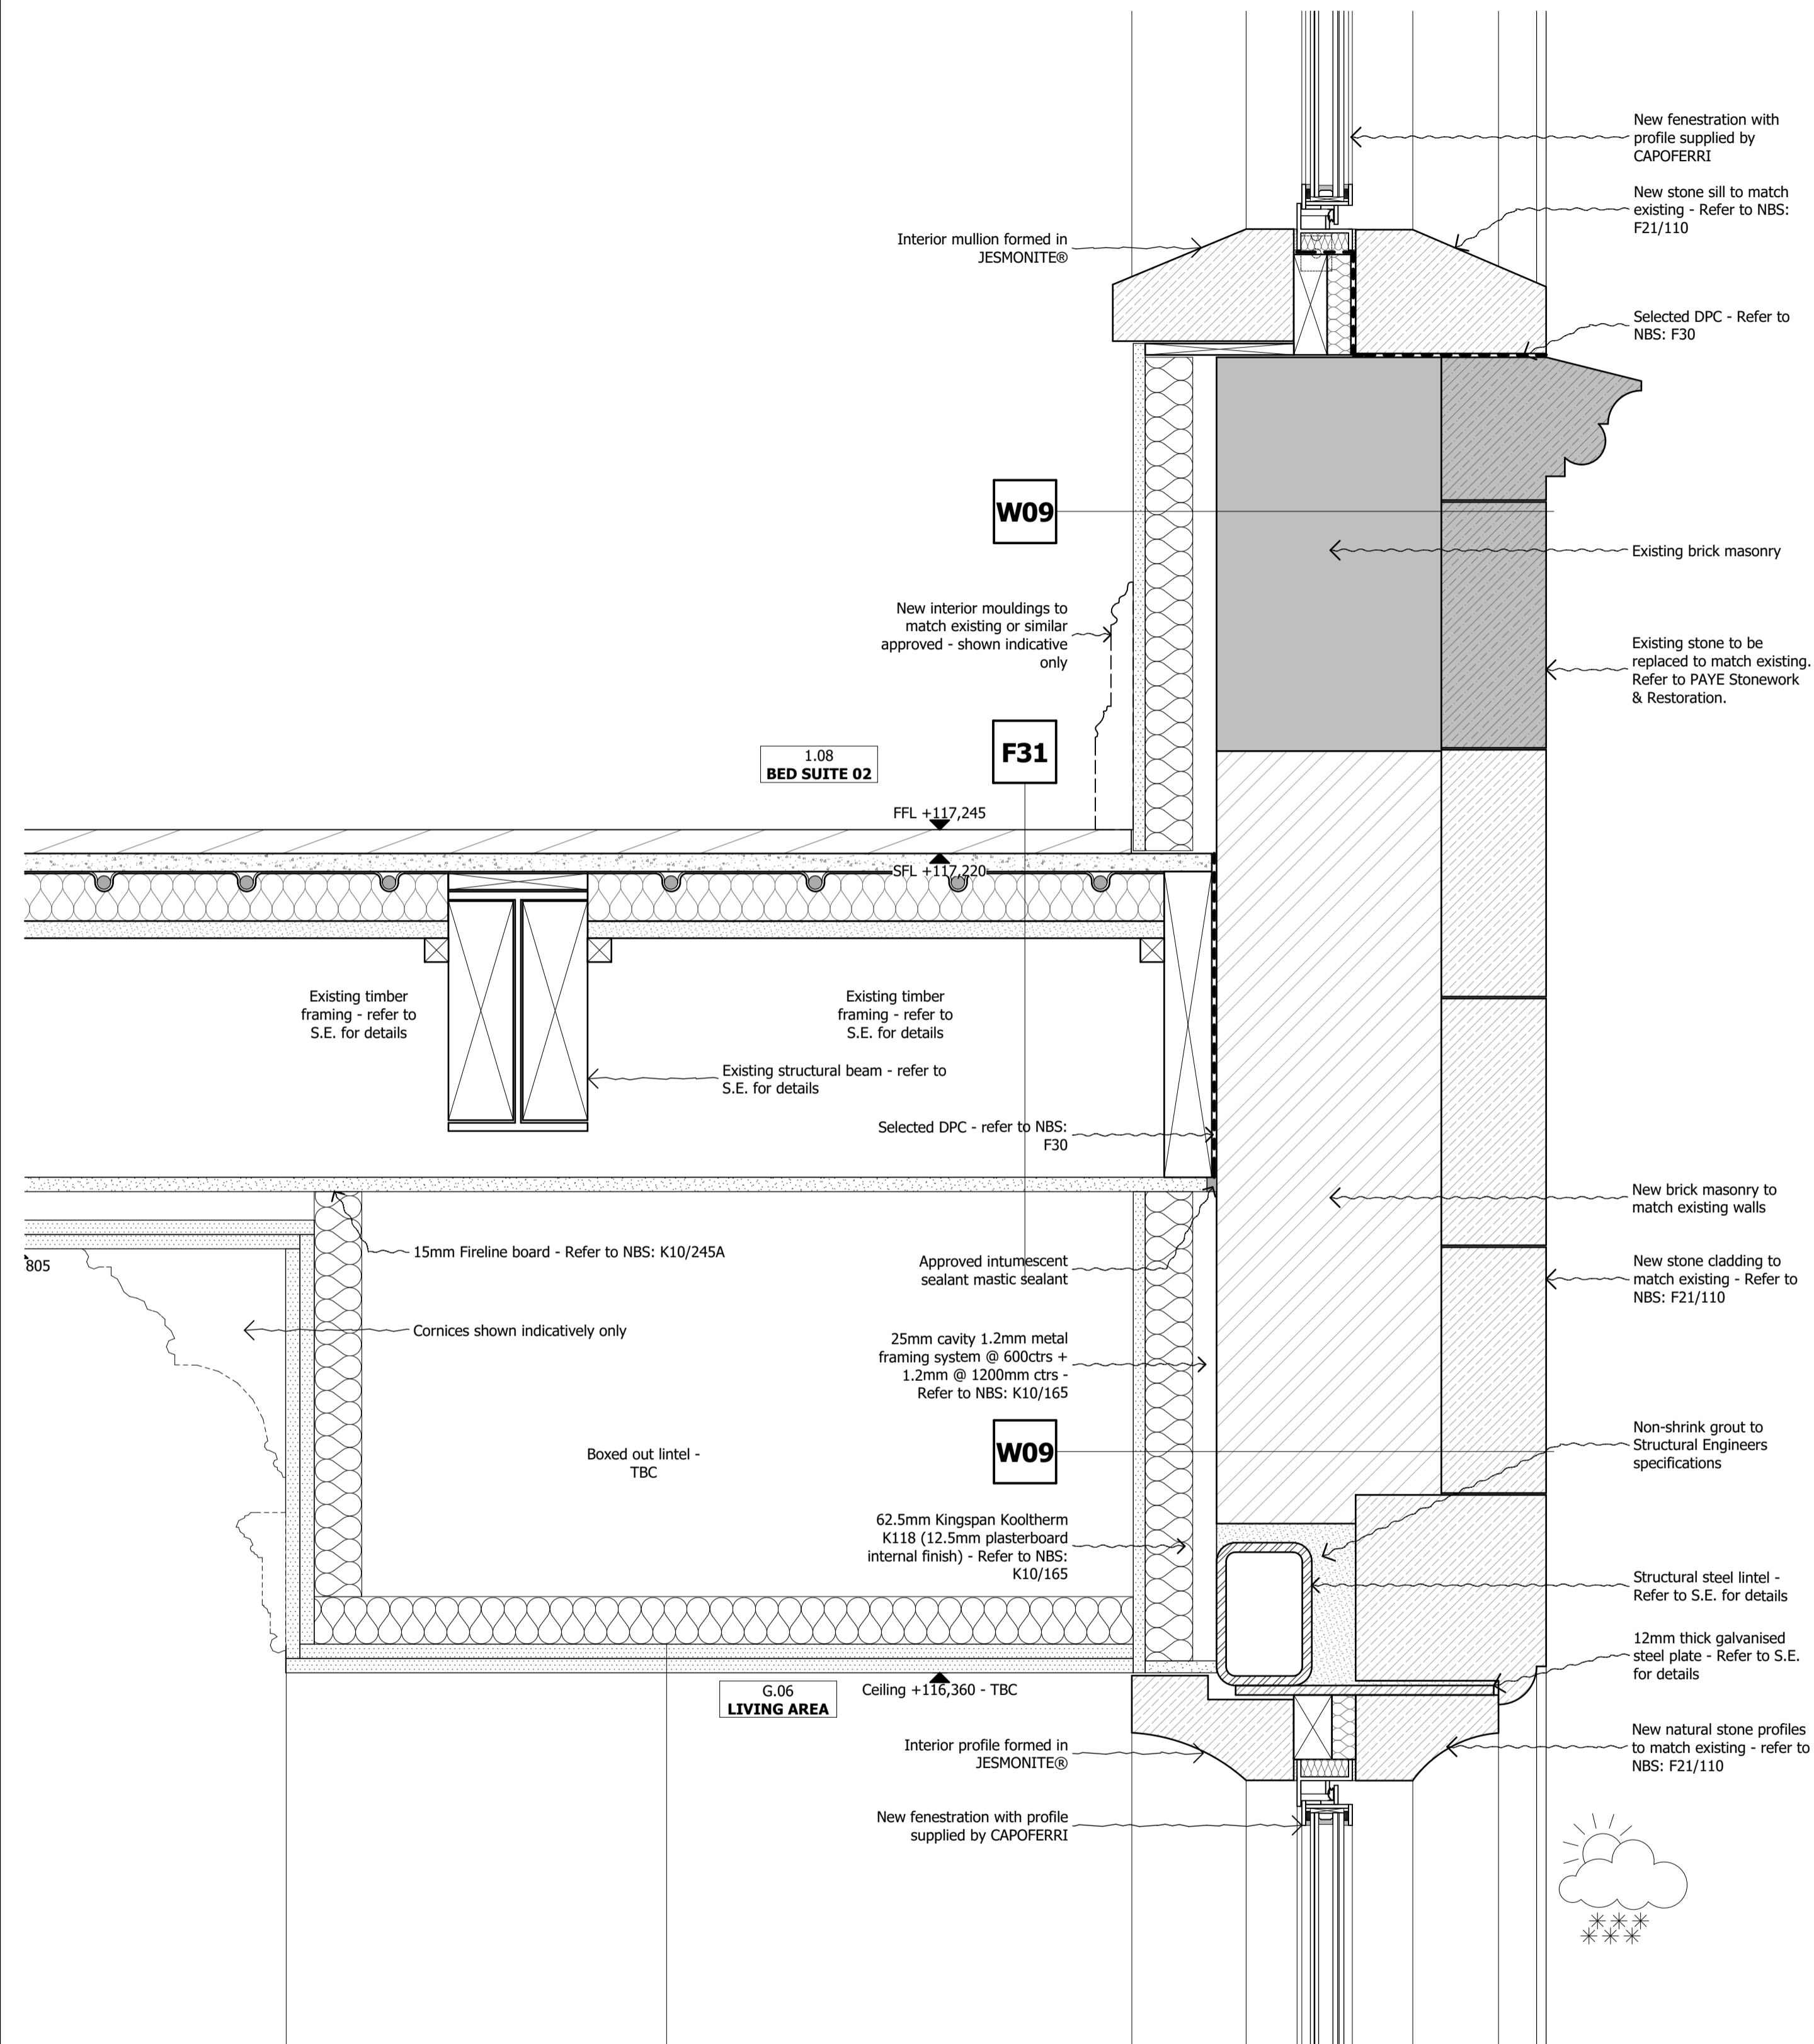 New fenestration with
profile supplied by
CAPOFERRI
New stone sill to match
existing - Refer to NBS:
F21/110
Interior mullion formed in
JESMONITE®
Selected DPC - Refer to
NBS: F30
W09
Existing brick masonry
New interior mouldings to
match existing or similar
approved - shown indicative
only
Existing stone to be
replaced to match existing.
Refer to PAYE Stonework
& Restoration.
F31
1.08
BED SUITE 02
FFL +117,245
SFL +117,220
Existing timber
framing - refer to
S.E. for details
Existing timber
framing - refer to
S.E. for details
Existing structural beam - refer to
S.E. for details
Selected DPC - refer to NBS:
F30
New brick masonry to
match existing walls
15mm Fireline board - Refer to NBS: K10/245A
805
Approved intumescent
sealant mastic sealant
New stone cladding to
match existing - Refer to
NBS: F21/110
Cornices shown indicatively only
25mm cavity 1.2mm metal
framing system @ 600ctrs +
1.2mm @ 1200mm ctrs -
Refer to NBS: K10/165
Non-shrink grout to
Structural Engineers
specifications
W09
Boxed out lintel -
TBC
62.5mm Kingspan Kooltherm
K118 (12.5mm plasterboard
internal finish) - Refer to NBS:
K10/165
Structural steel lintel -
Refer to S.E. for details
12mm thick galvanised
steel plate - Refer to S.E.
for details
G.06
LIVING AREA
Ceiling +116,360 - TBC
Interior profile formed in
JESMONITE®
New natural stone profiles
to match existing - refer to
NBS: F21/110
New fenestration with profile
supplied by CAPOFERRI